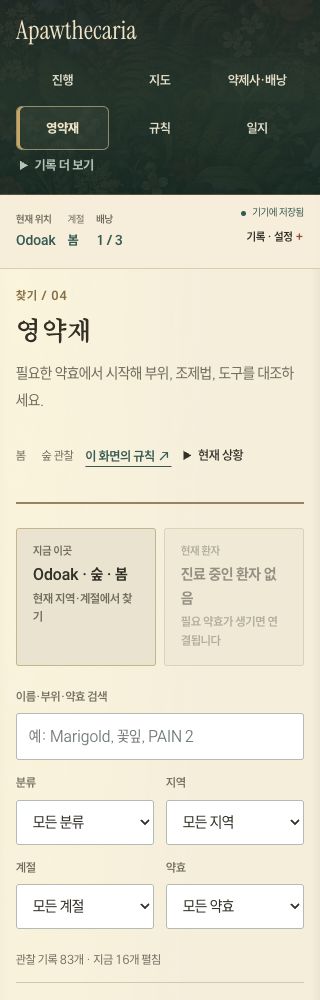 Apawthecaria
진행 지도 약제사·배낭
영약재 규칙 일지
▶ 기록 더 보기
현재 위치 계절 배낭
Odoak 봄 1 / 3
기기에 저장됨
기록 · 설정 +
찾기 / 04
영약재
필요한 약효에서 시작해 부위, 조제법, 도구를 대조하
세요.
봄 숲 관찰 이 화면의 규칙 ↗ ▶ 현재 상황
지금 이곳
Odoak · 숲 · 봄
현재 지역·계절에서 찾
기
현재 환자
진료 중인 환자 없
음
필요 약효가 생기면 연
결됩니다
이름·부위·약효 검색
예: Marigold, 꽃잎, PAIN 2
분류 지역
모든 분류 모든 지역
계절 약효
모든 계절 모든 약효
관찰 기록 83개 · 지금 16개 펼침